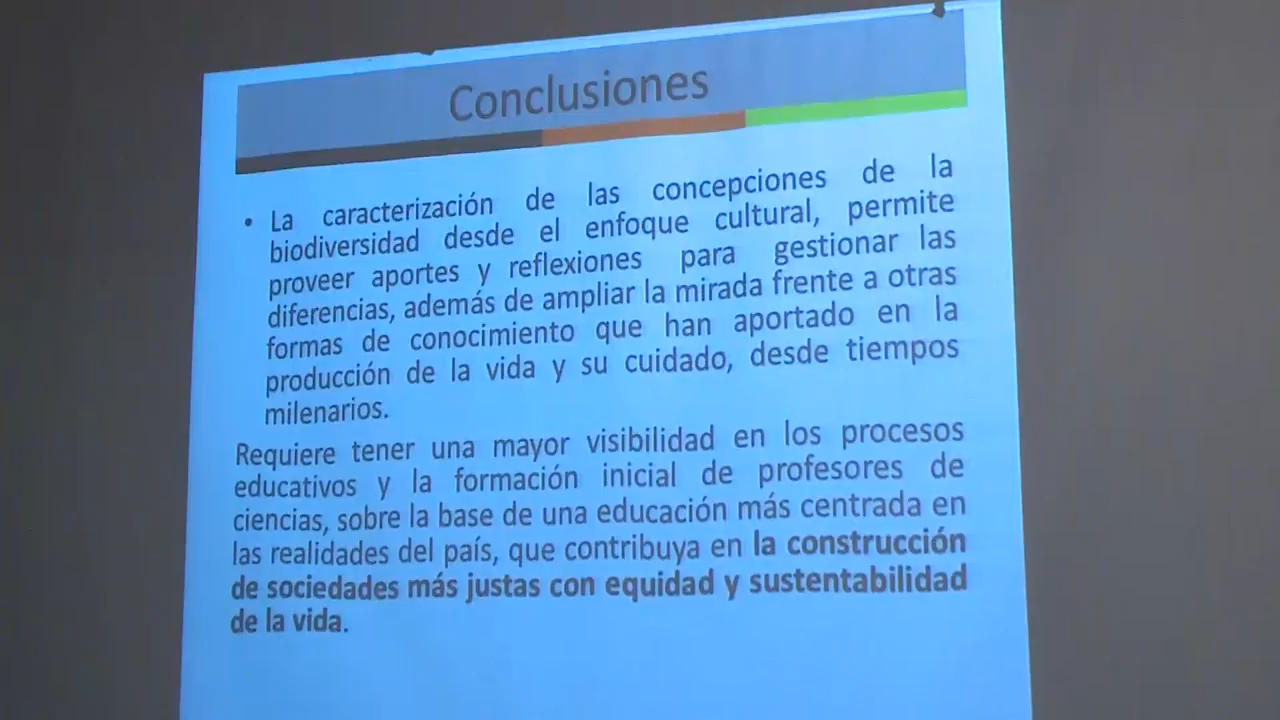 Conclusiones
• La caracterización de las concepciones de la
biodiversidad desde el enfoque cultural, permite
proveer aportes y reflexiones para gestionar las
diferencias, además de ampliar la mirada frente a otras
formas de conocimiento que han aportado en la
producción de la vida y su cuidado, desde tiempos
milenarios.
Requiere tener una mayor visibilidad en los procesos
educativos y la formación inicial de profesores de
ciencias, sobre la base de una educación más centrada en
las realidades del país, que contribuya en la construcción
de sociedades más justas con equidad y sustentabilidad
de la vida.